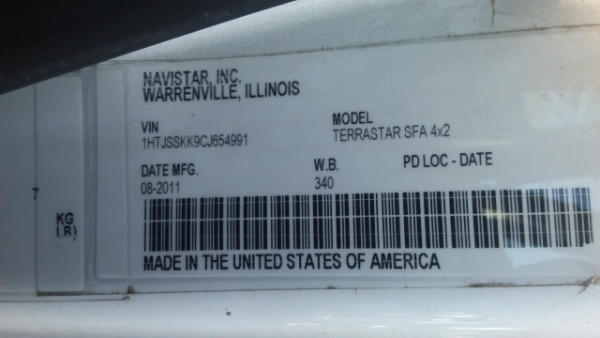 NAVISTAR, INC.
WARRENVILLE, ILLINOIS
VIN
1HTJSSKK9CJ654991
MODEL
TERRASTAR SFA 4x2
DATE MFG.
08-2011
W.B.
340
PD LOC - DATE
7
KG
LB)
MADE IN THE UNITED STATES OF AMERICA